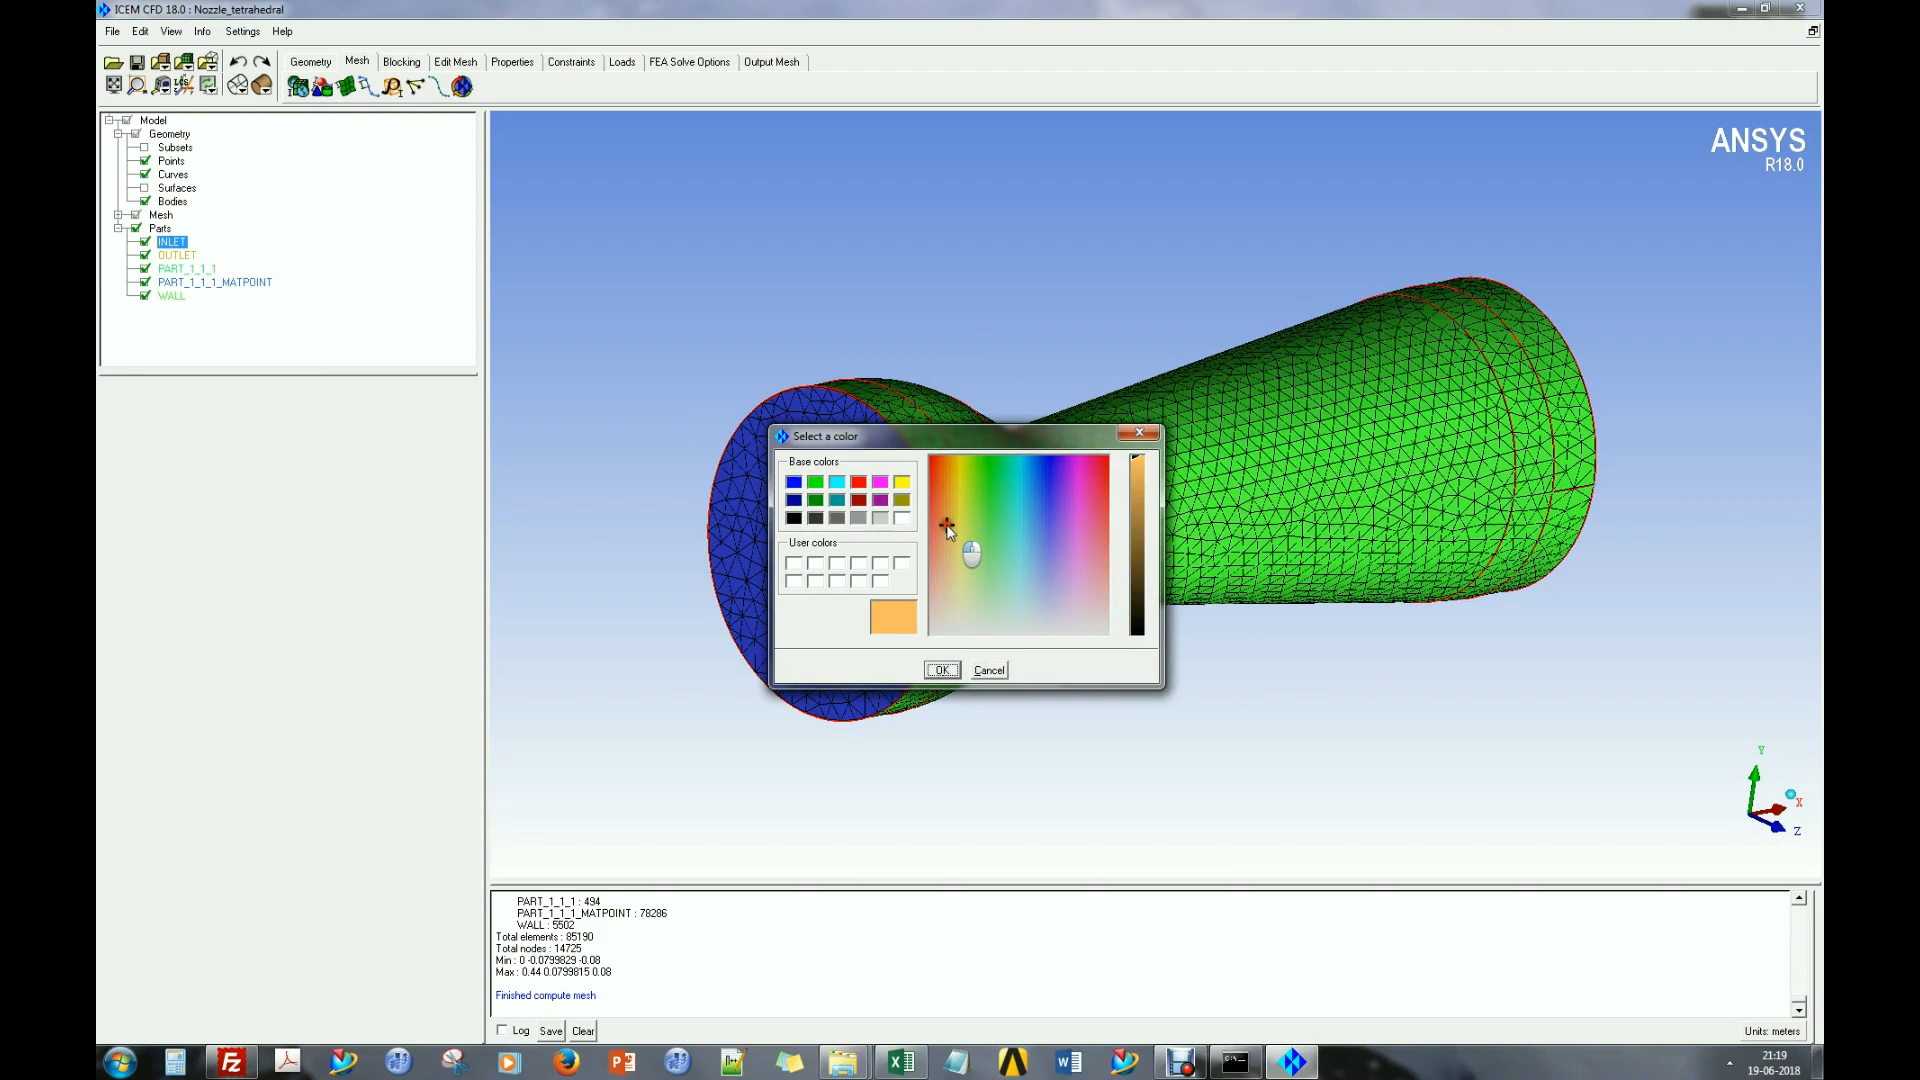 ICEM CFD 18.0 : Nozzle_tetrahedral
File Edit View Info Settings Help
Geometry Mesh Blocking Edit Mesh Properties Constraints Loads FEA Solve Options Output Mesh
Model
Geometry
Subsets
Points
Curves
Surfaces
Bodies
Mesh
Parts
INLET
OUTLET
PART_1_1_1
PART_1_1_1_MATPOINT
WALL
ANSYS
R18.0
Select a color
Base colors
User colors
OK Cancel
Y
X
Z
PART_1_1_1 : 494
PART_1_1_1_MATPOINT : 78286
WALL : 5502
Total elements : 85190
Total nodes : 14725
Min : 0 -0.0799829 -0.08
Max : 0.44 0.0799815 0.08
Finished compute mesh
Log Save Clear
Units: meters
21:19
19-06-2018